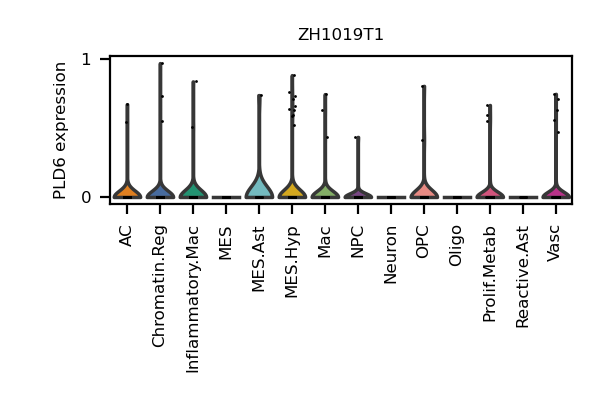 ZH1019T1
PLD6 expression
1
0
AC
Chromatin.Reg
Inflammatory.Mac
MES
MES.Ast
MES.Hyp
Mac
NPC
Neuron
OPC
Oligo
Prolif.Metab
Reactive.Ast
Vasc